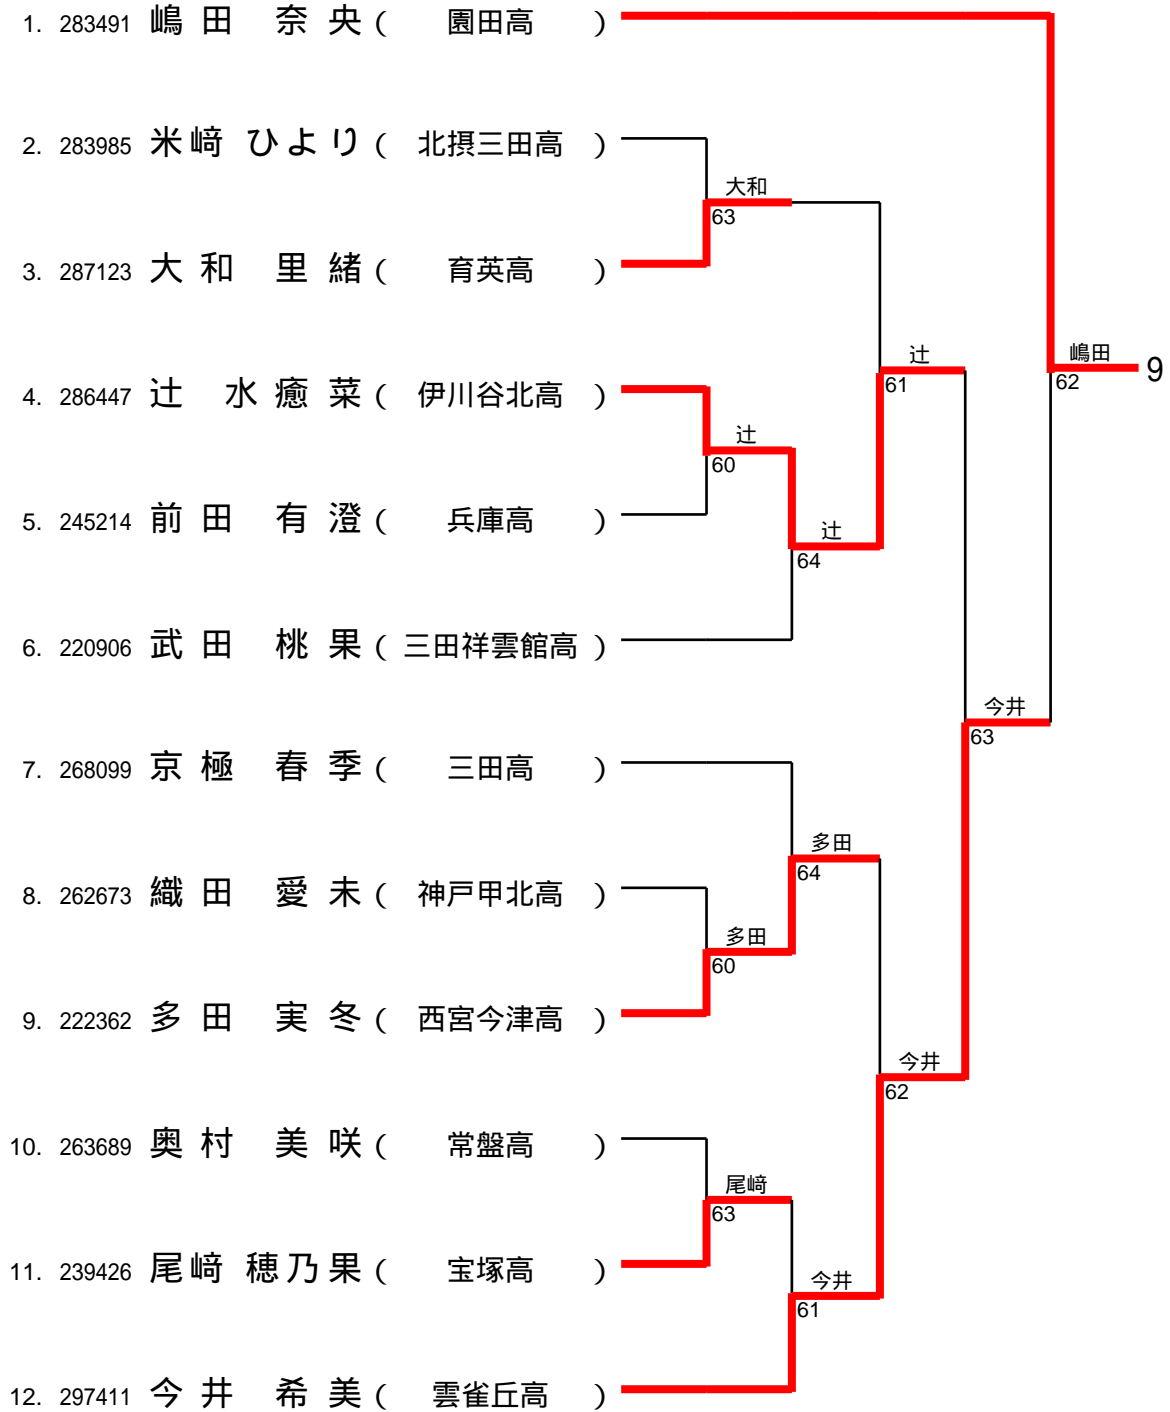 1. 283491 嶋田 奈央 ( 園田高 )
2. 283985 米﨑 ひより ( 北摂三田高 )
大和
63
3. 287123 大和 里緒 ( 育英高 )
辻
61
嶋田
62
9
4. 286447 辻 水癒菜 ( 伊川谷北高 )
辻
60
5. 245214 前田 有澄 ( 兵庫高 )
辻
64
6. 220906 武田 桃果 ( 三田祥雲館高 )
今井
63
7. 268099 京極 春季 ( 三田高 )
多田
64
8. 262673 織田 愛未 ( 神戸甲北高 )
多田
60
9. 222362 多田 実冬 ( 西宮今津高 )
今井
62
10. 263689 奥村 美咲 ( 常盤高 )
尾﨑
63
11. 239426 尾﨑 穂乃果 ( 宝塚高 )
今井
61
12. 297411 今井 希美 ( 雲雀丘高 )